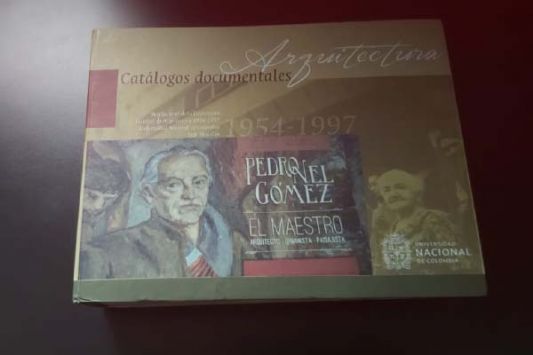 Arquitectura
Catálogos documentales
1954-1997
PEDRO NEL
GÓMEZ
EL MAESTRO
ARQUITECTO URBANISTA PAISAJISTA
UNIVERSIDAD
NACIONAL
DE COLOMBIA